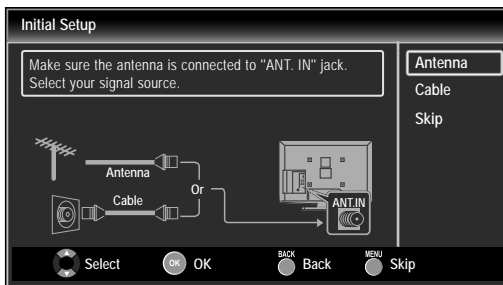 Initial Setup
Make sure the antenna is connected to "ANT. IN" jack.
Select your signal source.
Antenna
Cable
Skip
Antenna
Cable
Or
ANT.IN
Select
OK OK
BACK Back
MENU Skip